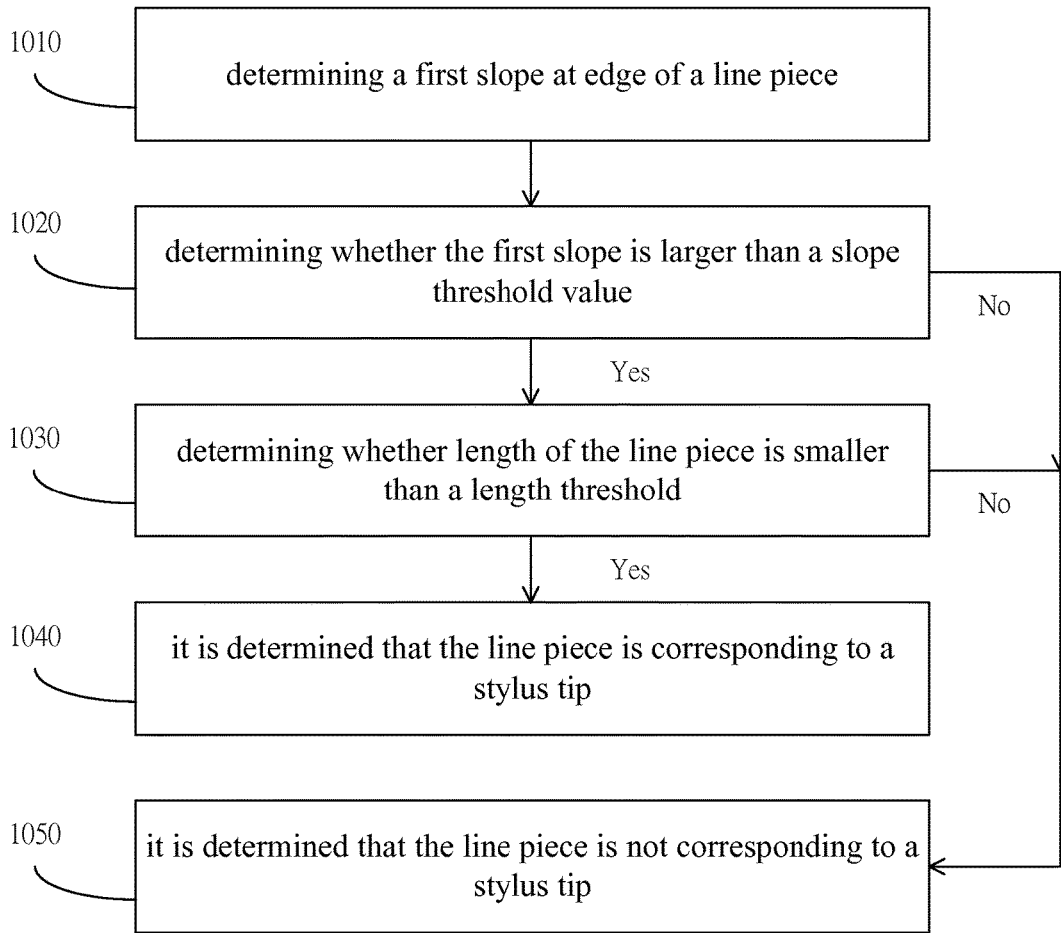 1010
determining a first slope at edge of a line piece
1020
determining whether the first slope is larger than a slope
threshold value
No
Yes
1030
determining whether length of the line piece is smaller
than a length threshold
No
Yes
1040
it is determined that the line piece is corresponding to a
stylus tip
1050
it is determined that the line piece is not corresponding to a
stylus tip